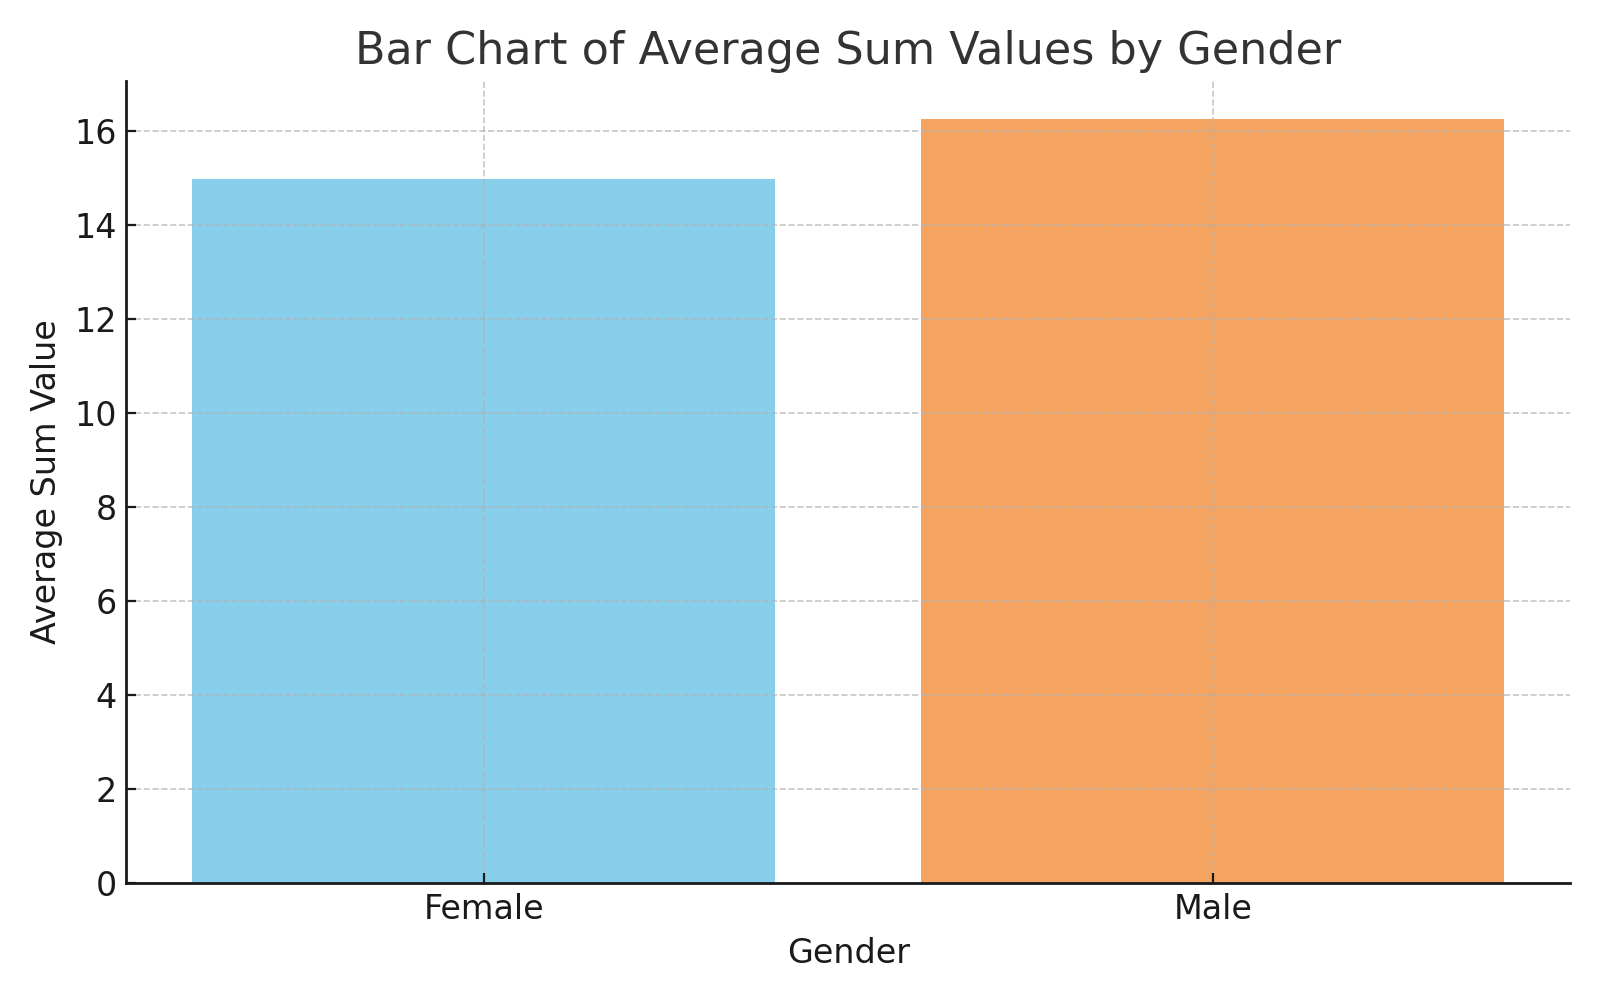 Bar Chart of Average Sum Values by Gender
16
14
12
10
8
6
4
2
0
Average Sum Value
Female
Male
Gender